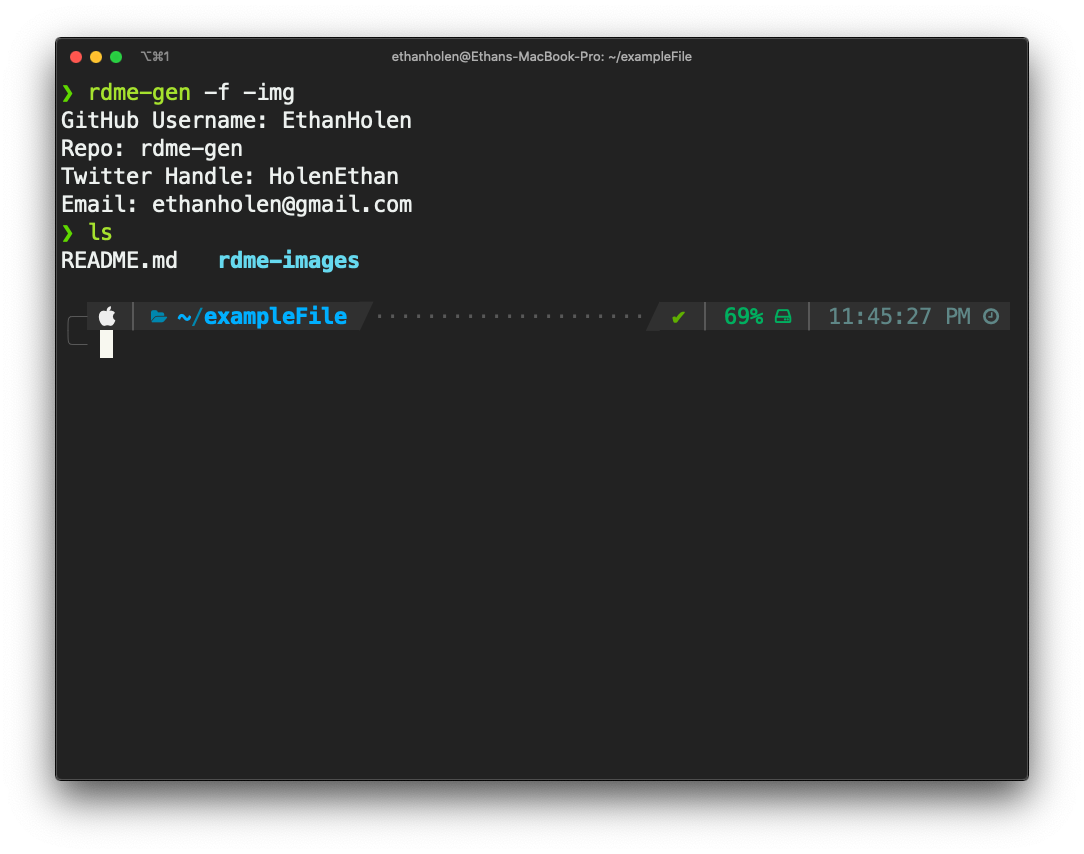 ⌥⌘1 ethanholen@Ethans-MacBook-Pro: ~/exampleFile
❯ rdme-gen -f -img
GitHub Username: EthanHolen
Repo: rdme-gen
Twitter Handle: HolenEthan
Email: ethanholen@gmail.com
❯ ls
README.md rdme-images
~/exampleFile ····················· ✔ 69% 11:45:27 PM